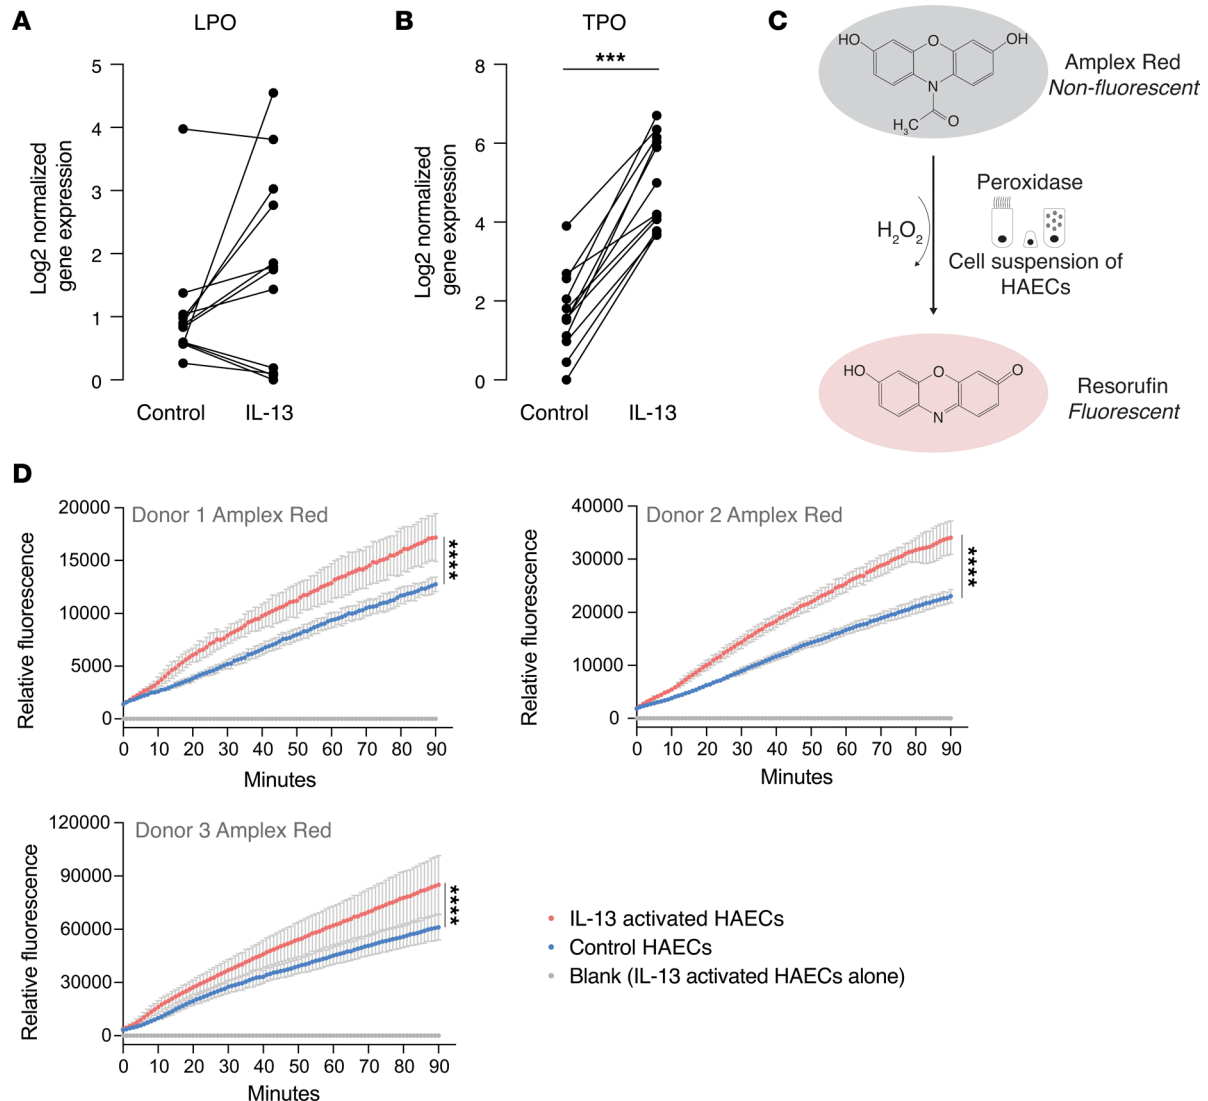 A
LPO
Log2 normalized
gene expression
5
4
3
2
1
0
Control
IL-13
B
TPO
***
Log2 normalized
gene expression
8
6
4
2
0
Control
IL-13
C
HO
O
OH
N
H3C
O
Amplex Red
Non-fluorescent
H2O2
Peroxidase
Cell suspension of
HAECs
HO
O
O
N
Resorufin
Fluorescent
D
Donor 1 Amplex Red
Relative fluorescence
20000
15000
10000
5000
0
0 10 20 30 40 50 60 70 80 90
Minutes
****
Donor 2 Amplex Red
Relative fluorescence
40000
30000
20000
10000
0
0 10 20 30 40 50 60 70 80 90
Minutes
****
Donor 3 Amplex Red
Relative fluorescence
120000
90000
60000
30000
0
0 10 20 30 40 50 60 70 80 90
Minutes
****
IL-13 activated HAECs
Control HAECs
Blank (IL-13 activated HAECs alone)